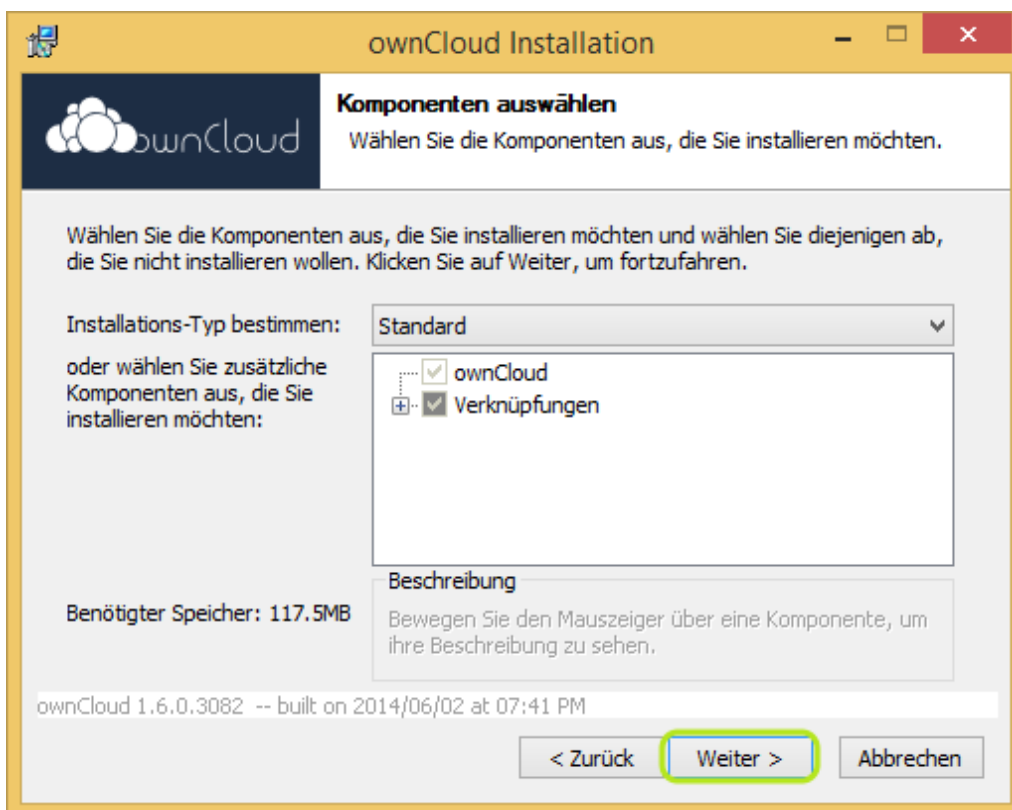 ownCloud Installation
ownCloud
Komponenten auswählen
Wählen Sie die Komponenten aus, die Sie installieren möchten.
Wählen Sie die Komponenten aus, die Sie installieren möchten und wählen Sie diejenigen ab,
die Sie nicht installieren wollen. Klicken Sie auf Weiter, um fortzufahren.
Installations-Typ bestimmen:
Standard
oder wählen Sie zusätzliche
Komponenten aus, die Sie
installieren möchten:
ownCloud
Verknüpfungen
Benötigter Speicher: 117.5MB
Beschreibung
Bewegen Sie den Mauszeiger über eine Komponente, um
ihre Beschreibung zu sehen.
ownCloud 1.6.0.3082 -- built on 2014/06/02 at 07:41 PM
< Zurück
Weiter >
Abbrechen